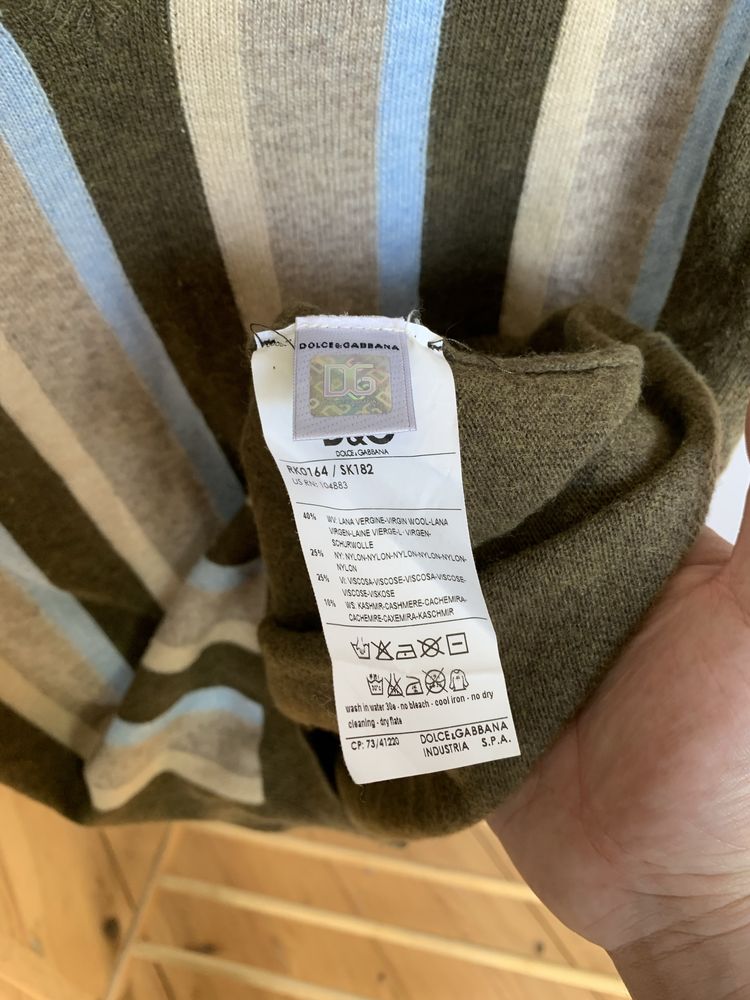 DOLCE&GABBANA
DG
D&G
DOLCE&GABBANA
RK0164 / SK182
US RN: 104883
40% WV: LANA VERGINE-VIRGIN WOOL-LANA
VIRGEN-LAINE VIERGE-L· VIRGEN-
SCHURWOLLE
25% NY: NYLON-NYLON-NYLON-NYLON-NYLON-
NYLON
25% VI: VISCOSA-VISCOSE-VISCOSA-VISCOSE-
VISCOSE-VISKOSE
10% WS: KASHMIR-CASHMERE-CACHEMIRA-
CACHEMIRE-CAXEMIRA-KASCHMIR
wash in water 30ø - no bleach - cool iron - no dry
cleaning - dry flate
CP: 73/41220 DOLCE&GABBANA
INDUSTRIA S.P.A.